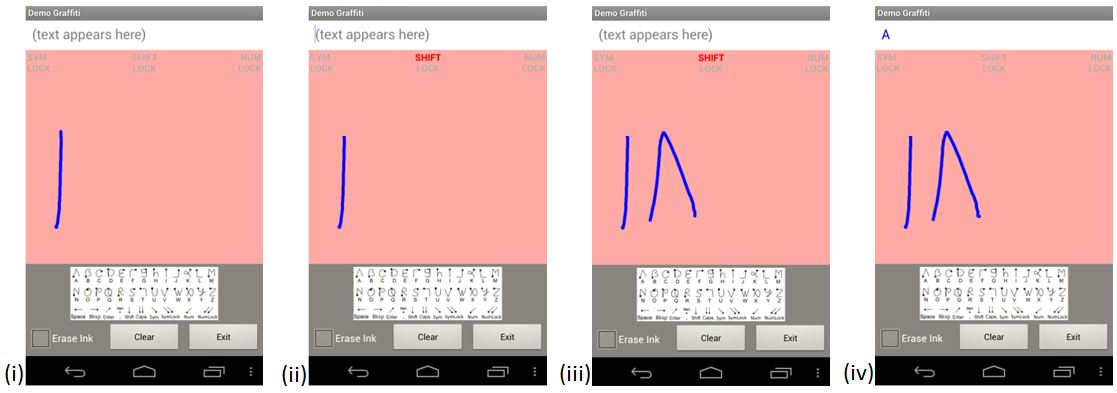 Demo Graffiti
(text appears here)
SYM LOCK
SHIFT LOCK
NUM LOCK
A B C D E F G H I J K L M
N O P Q R S T U V W X Y Z
Space Bksp Enter . Shift Caps Sym SymLock Num NumLock
Erase Ink
Clear
Exit
(i)
Demo Graffiti
(text appears here)
SYM LOCK
SHIFT LOCK
NUM LOCK
A B C D E F G H I J K L M
N O P Q R S T U V W X Y Z
Space Bksp Enter . Shift Caps Sym SymLock Num NumLock
Erase Ink
Clear
Exit
(ii)
Demo Graffiti
(text appears here)
SYM LOCK
SHIFT LOCK
NUM LOCK
A B C D E F G H I J K L M
N O P Q R S T U V W X Y Z
Space Bksp Enter . Shift Caps Sym SymLock Num NumLock
Erase Ink
Clear
Exit
(iii)
Demo Graffiti
A
SYM LOCK
SHIFT LOCK
NUM LOCK
A B C D E F G H I J K L M
N O P Q R S T U V W X Y Z
Space Bksp Enter . Shift Caps Sym SymLock Num NumLock
Erase Ink
Clear
Exit
(iv)